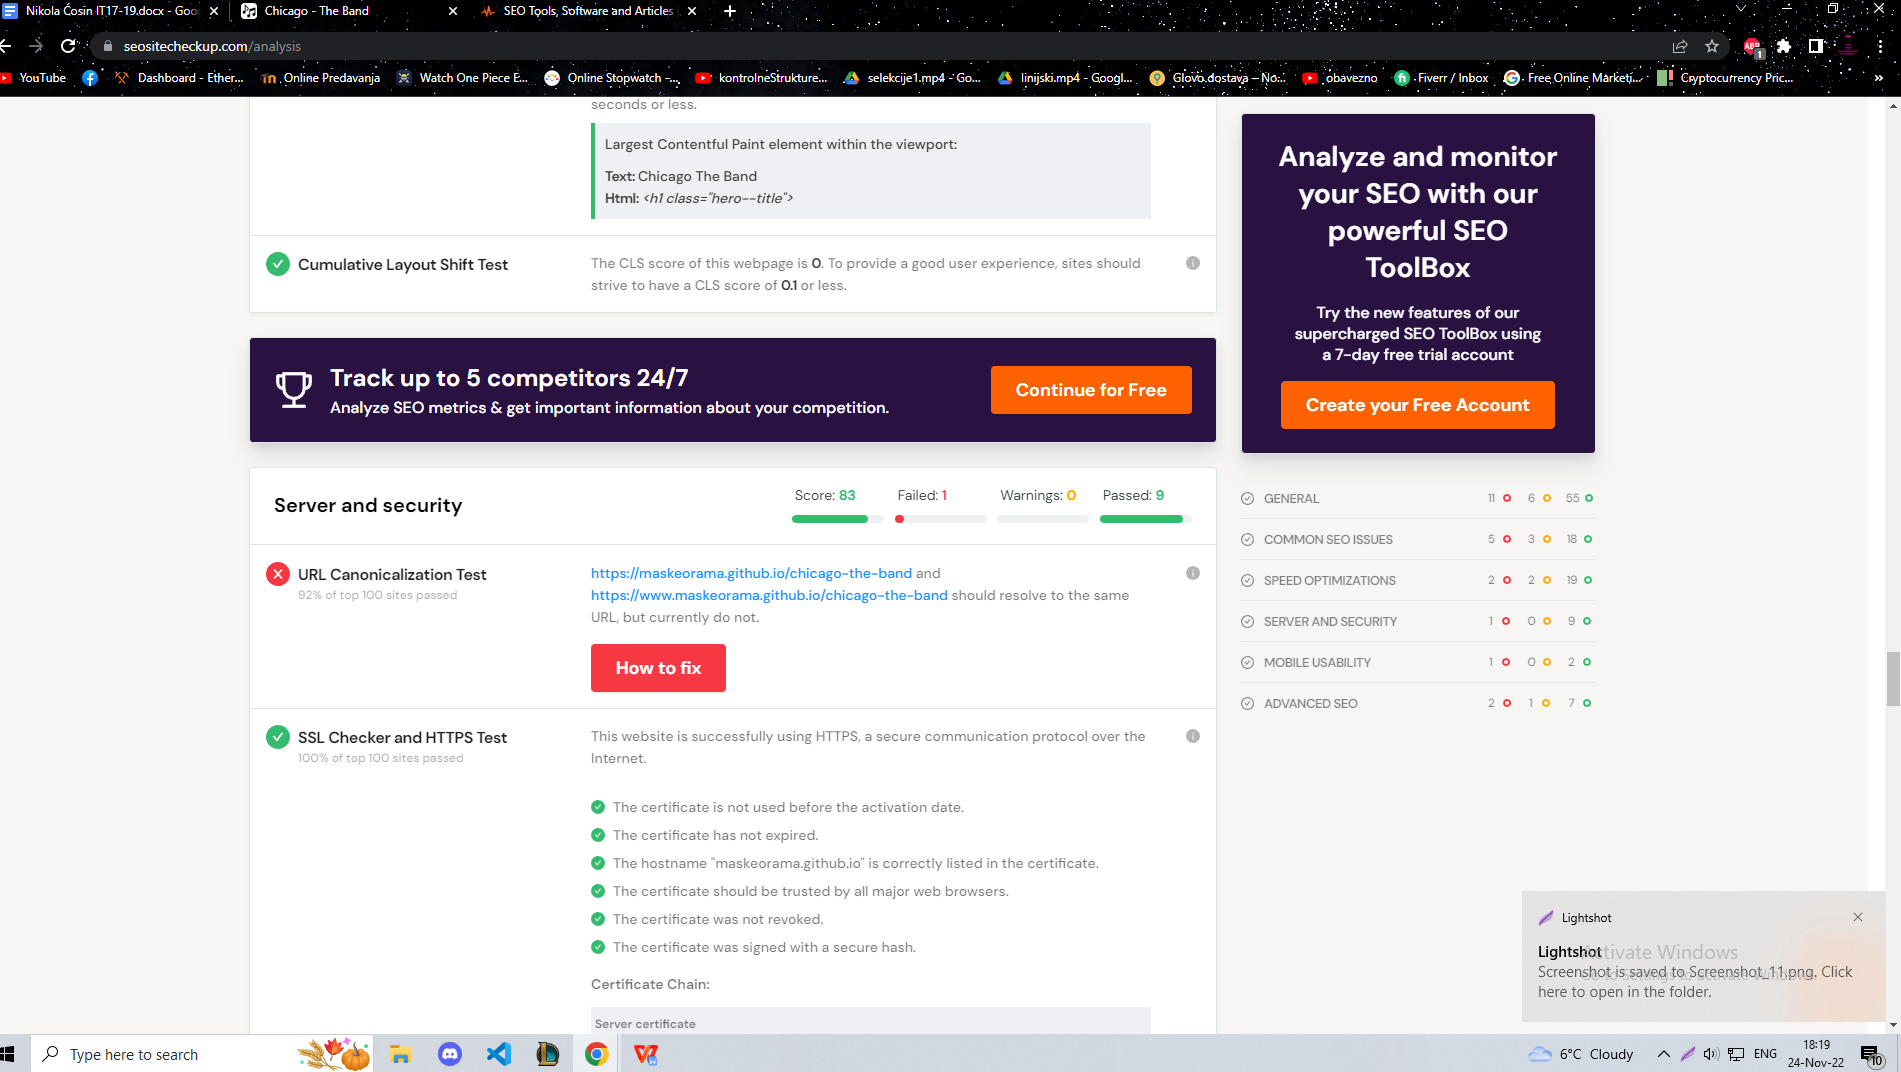 Nikola Ćosin IT17-19.docx - Goo
Chicago - The Band
SEO Tools, Software and Articles
seositecheckup.com/analysis
ABP
1
YouTube
Dashboard - Ether...
Online Predavanja
Watch One Piece E...
Online Stopwatch -...
kontrolneStrukture...
selekcije1.mp4 - Go...
linijski.mp4 - Googl...
Glovo.dostava – No...
obavezno
Fiverr / Inbox
Free Online Marketi...
Cryptocurrency Pric...
»
seconds or less.
Largest Contentful Paint element within the viewport:
Text: Chicago The Band
Html: <h1 class="hero--title">
Cumulative Layout Shift Test
The CLS score of this webpage is 0. To provide a good user experience, sites should
strive to have a CLS score of 0.1 or less.
Track up to 5 competitors 24/7
Analyze SEO metrics & get important information about your competition.
Continue for Free
Server and security
Score: 83
Failed: 1
Warnings: 0
Passed: 9
URL Canonicalization Test
92% of top 100 sites passed
https://maskeorama.github.io/chicago-the-band and
https://www.maskeorama.github.io/chicago-the-band should resolve to the same
URL, but currently do not.
How to fix
SSL Checker and HTTPS Test
100% of top 100 sites passed
This website is successfully using HTTPS, a secure communication protocol over the
Internet.
The certificate is not used before the activation date.
The certificate has not expired.
The hostname "maskeorama.github.io" is correctly listed in the certificate.
The certificate should be trusted by all major web browsers.
The certificate was not revoked.
The certificate was signed with a secure hash.
Certificate Chain:
Server certificate
Analyze and monitor
your SEO with our
powerful SEO
ToolBox
Try the new features of our
supercharged SEO ToolBox using
a 7-day free trial account
Create your Free Account
GENERAL 11 6 55
COMMON SEO ISSUES 5 3 18
SPEED OPTIMIZATIONS 2 2 19
SERVER AND SECURITY 1 0 9
MOBILE USABILITY 1 0 2
ADVANCED SEO 2 1 7
Lightshot
Lightshot
Activate Windows
Screenshot is saved to Screenshot_11.png. Click
Go to Settings to activate Windows.
here to open in the folder.
Type here to search
6°C Cloudy
ENG
18:19
24-Nov-22
10